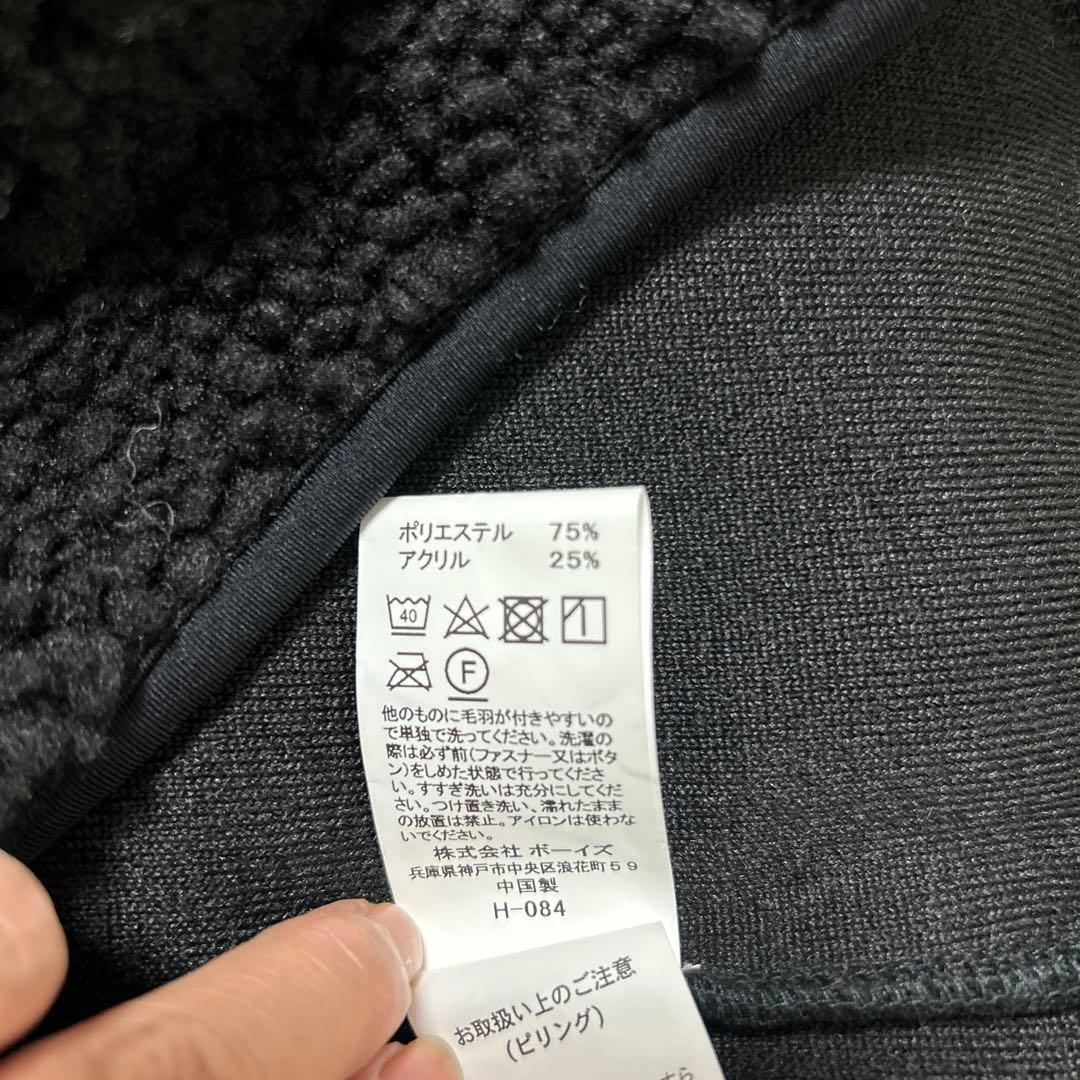 ポリエステル 75%
アクリル 25%
40
F
他のものに毛羽が付きやすいの
で単独で洗ってください。洗濯の
際は必ず前(ファスナー又はボタ
ン)をしめた状態で行ってくださ
い。すすぎ洗いは充分にしてくだ
さい。つけ置き洗い、濡れたまま
の放置は禁止。アイロンは使わな
いでください。
株式会社 ボーイズ
兵庫県神戸市中央区浪花町59
中国製
H-084
お取扱い上のご注意
(ピリング)